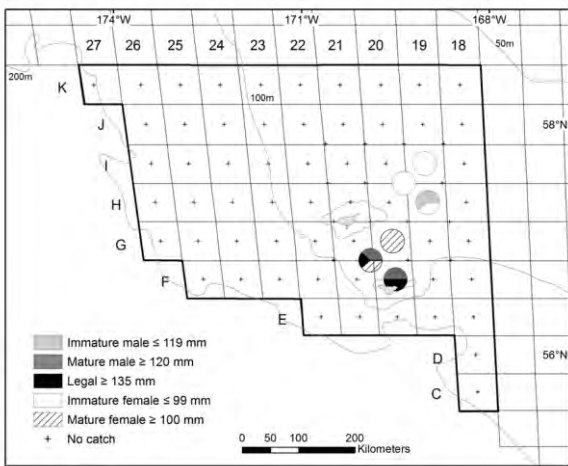 174°W 171°W 168°W
27 26 25 24 23 22 21 20 19 18 50m
200m
K
100m
J 58°N
I
H
G
F
E
Immature male ≤ 119 mm
Mature male ≥ 120 mm
D 56°N
Legal ≥ 135 mm
Immature female ≤ 99 mm
C
Mature female ≥ 100 mm
No catch
0 50 100 200
Kilometers